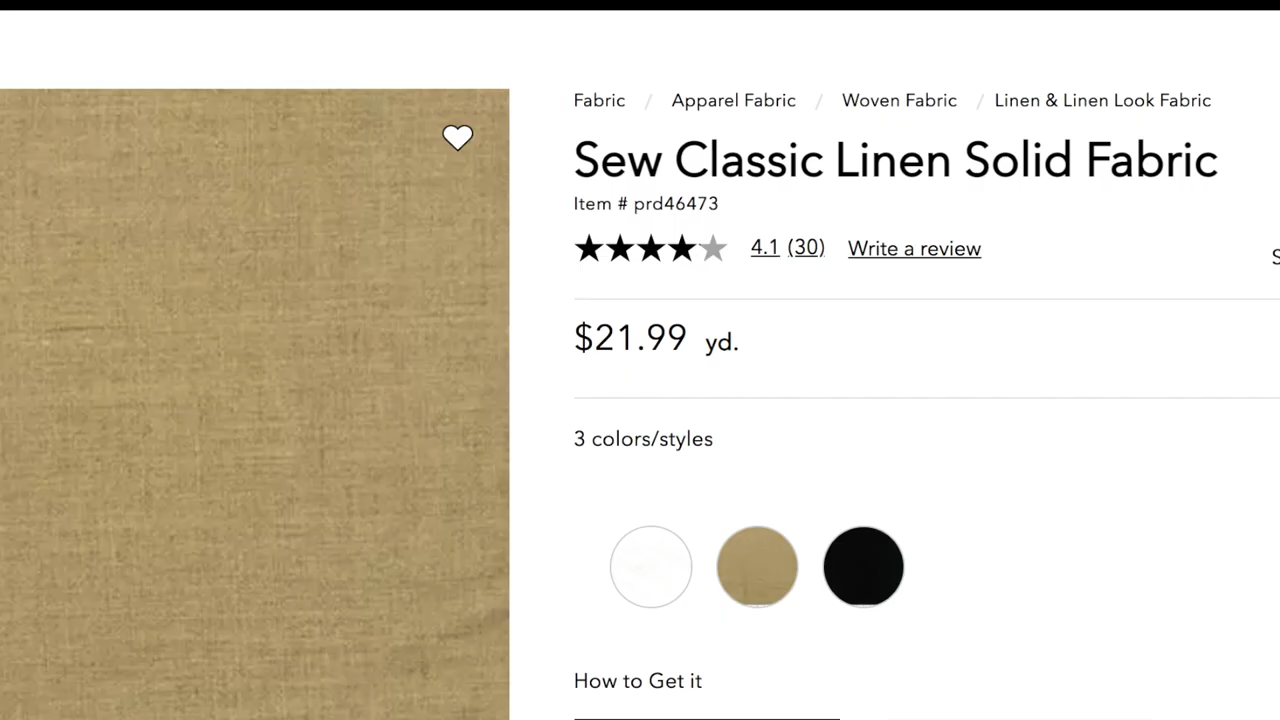 Fabric / Apparel Fabric / Woven Fabric / Linen & Linen Look Fabric
Sew Classic Linen Solid Fabric
Item # prd46473
4.1 (30) Write a review
$21.99 yd.
3 colors/styles
How to Get it